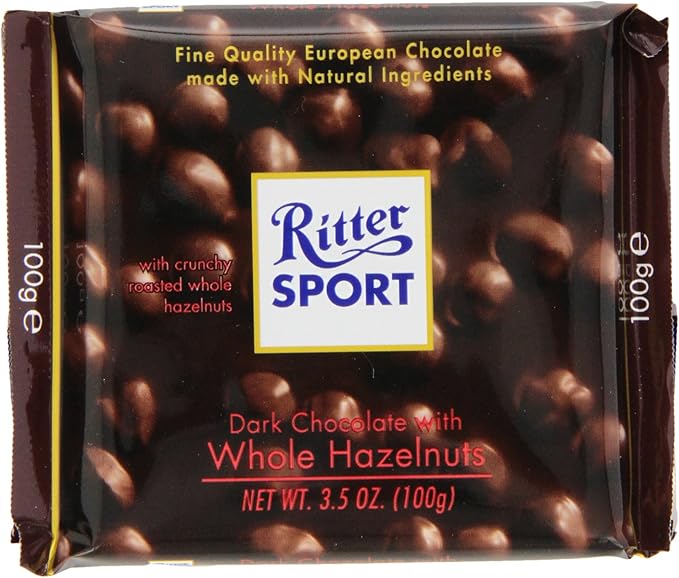 Fine Quality European Chocolate
made with Natural Ingredients
Ritter
SPORT
with crunchy
roasted whole
hazelnuts
100g e
100g e
Dark Chocolate with
Whole Hazelnuts
NET WT. 3.5 OZ. (100g)